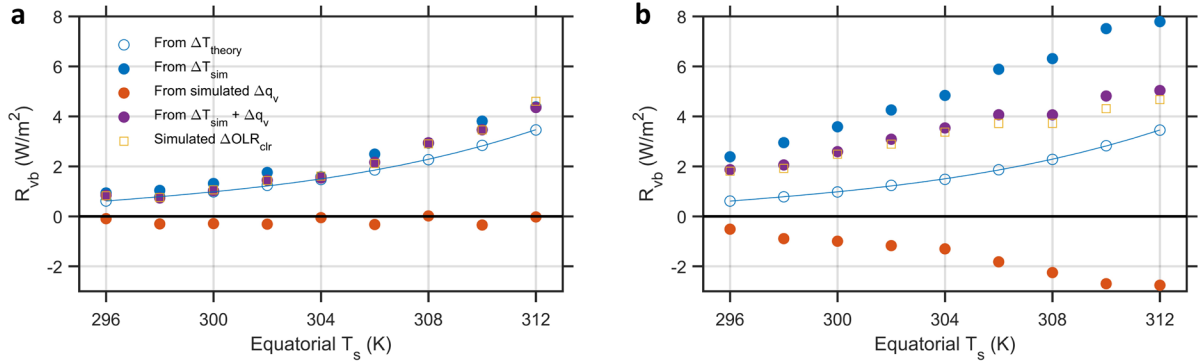 a
8
6
4
2
0
-2
R_vb (W/m²)
From ΔT_theory
From ΔT_sim
From simulated Δq_v
From ΔT_sim + Δq_v
Simulated ΔOLR_clr
296 300 304 308 312
Equatorial T_s (K)
b
8
6
4
2
0
-2
R_vb (W/m²)
296 300 304 308 312
Equatorial T_s (K)